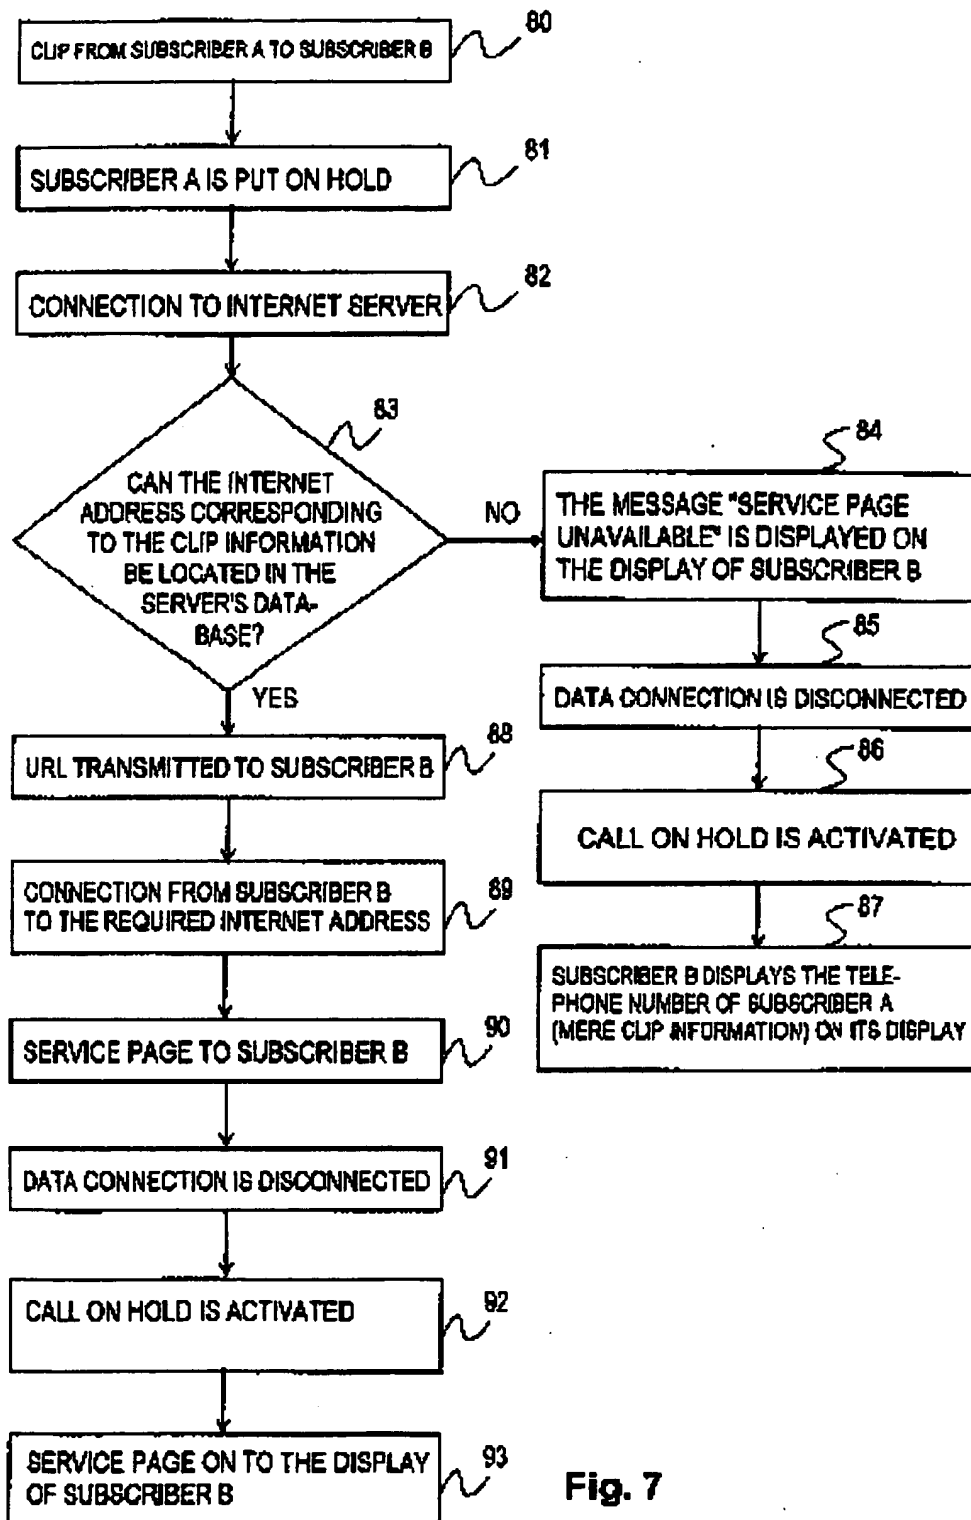 80
CLIP FROM SUBSCRIBER A TO SUBSCRIBER B
81
SUBSCRIBER A IS PUT ON HOLD
82
CONNECTION TO INTERNET SERVER
83
CAN THE INTERNET
ADDRESS CORRESPONDING
TO THE CLIP INFORMATION
BE LOCATED IN THE
SERVER'S DATA-
BASE?
NO
YES
84
THE MESSAGE "SERVICE PAGE
UNAVAILABLE" IS DISPLAYED ON
THE DISPLAY OF SUBSCRIBER B
85
DATA CONNECTION IS DISCONNECTED
86
CALL ON HOLD IS ACTIVATED
87
SUBSCRIBER B DISPLAYS THE TELE-
PHONE NUMBER OF SUBSCRIBER A
(MERE CLIP INFORMATION) ON ITS DISPLAY
88
URL TRANSMITTED TO SUBSCRIBER B
89
CONNECTION FROM SUBSCRIBER B
TO THE REQUIRED INTERNET ADDRESS
90
SERVICE PAGE TO SUBSCRIBER B
91
DATA CONNECTION IS DISCONNECTED
92
CALL ON HOLD IS ACTIVATED
93
SERVICE PAGE ON TO THE DISPLAY
OF SUBSCRIBER B
Fig. 7